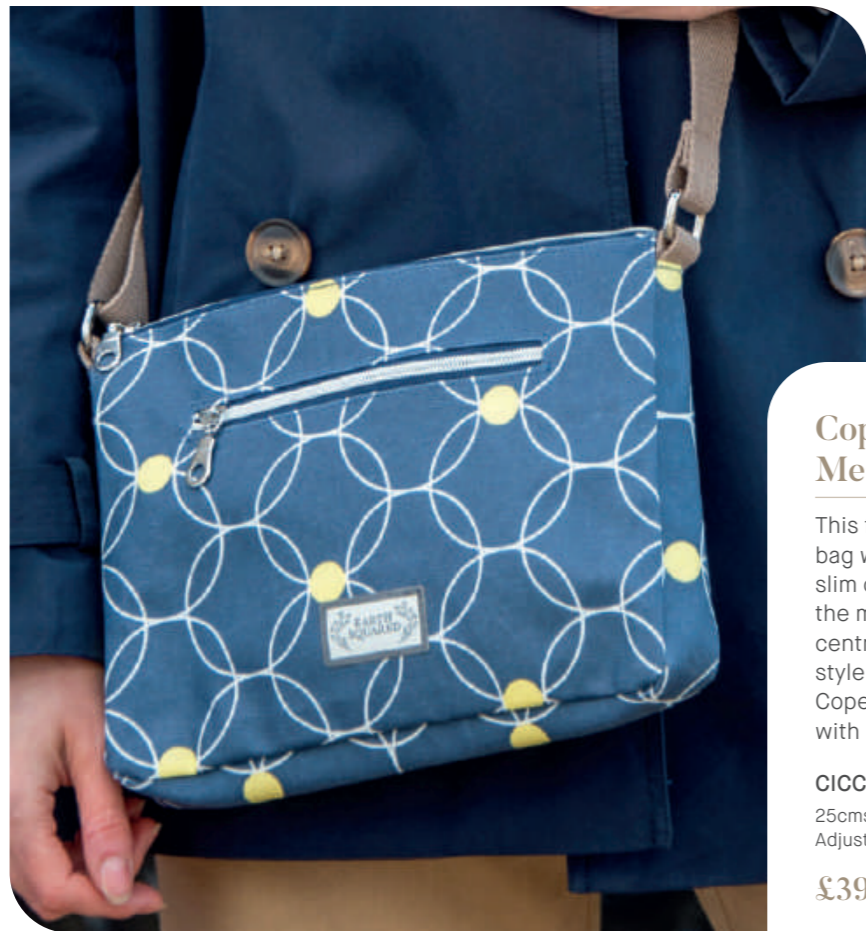 EARTH
SQUARED
Cop
Me
This
bag w
slim
the m
centr
style
Cope
with
CICC
25cms
Adjust
£39